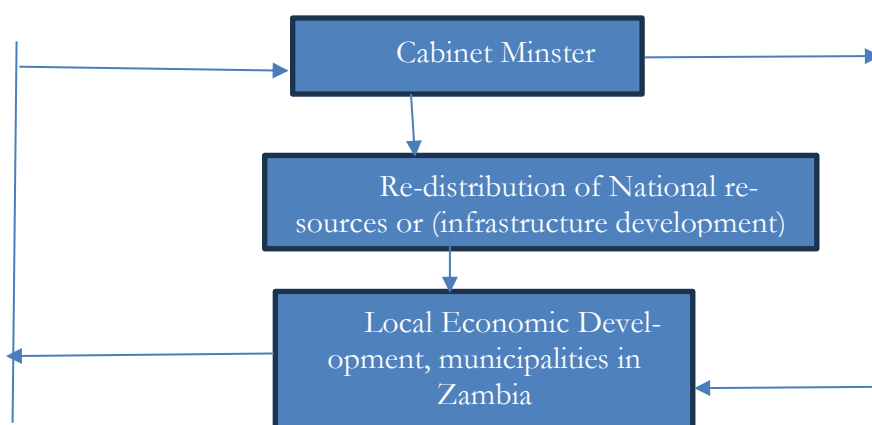 Cabinet Minster
Re-distribution of National re-
sources or (infrastructure development)
Local Economic Devel-
opment, municipalities in
Zambia